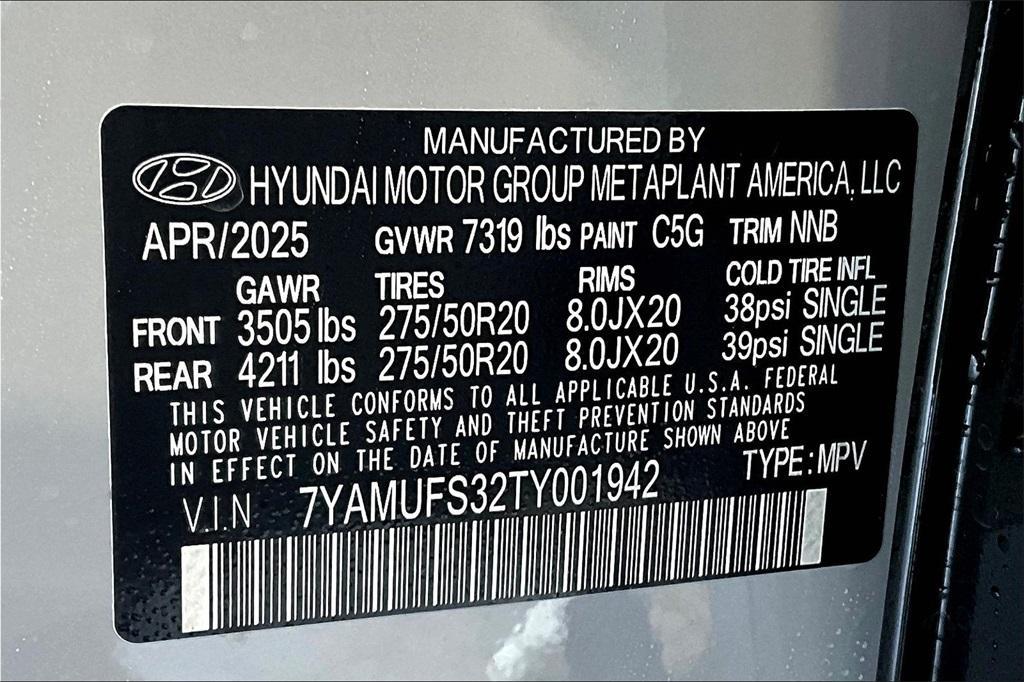 MANUFACTURED BY
HYUNDAI MOTOR GROUP METAPLANT AMERICA, LLC
APR/2025 GVWR 7319 lbs PAINT C5G TRIM NNB
GAWR TIRES RIMS COLD TIRE INFL
FRONT 3505 lbs 275/50R20 8.0JX20 38psi SINGLE
REAR 4211 lbs 275/50R20 8.0JX20 39psi SINGLE
THIS VEHICLE CONFORMS TO ALL APPLICABLE U.S.A. FEDERAL
MOTOR VEHICLE SAFETY AND THEFT PREVENTION STANDARDS
IN EFFECT ON THE DATE OF MANUFACTURE SHOWN ABOVE
V.I.N 7YAMUFS32TY001942 TYPE:MPV